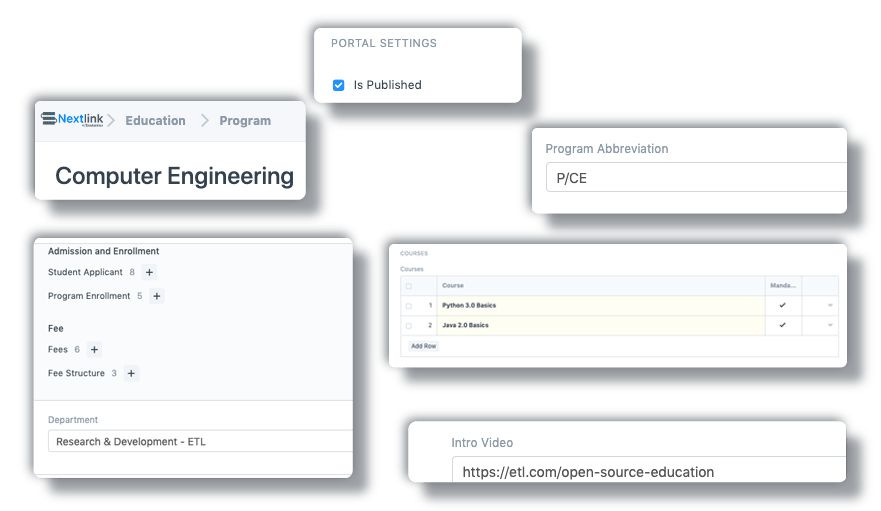 PORTAL SETTINGS
Is Published
Nextlink
Education
Program
Computer Engineering
Program Abbreviation
P/CE
Admission and Enrollment
Student Applicant 8 +
Program Enrollment 5 +
Fee
Fees 6 +
Fee Structure 3 +
Department
Research & Development - ETL
COURSES
Courses
Course Manda...
1 Python 3.0 Basics
2 Java 2.0 Basics
Add Row
Intro Video
https://etl.com/open-source-education